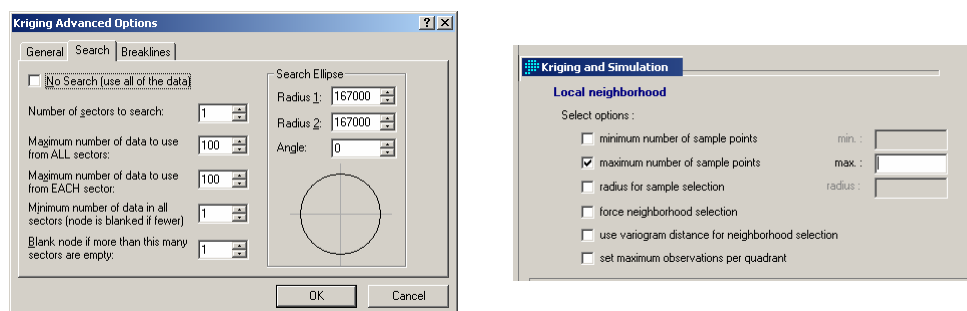 Kriging Advanced Options
General Search Breaklines
No Search (use all of the data)
Number of sectors to search: 1
Maximum number of data to use
from ALL sectors: 100
Maximum number of data to use
from EACH sector: 100
Minimum number of data in all
sectors (node is blanked if fewer) 1
Blank node if more than this many
sectors are empty: 1
Search Ellipse
Radius 1: 167000
Radius 2: 167000
Angle: 0
OK Cancel
Kriging and Simulation
Local neighborhood
Select options :
minimum number of sample points min. :
maximum number of sample points max. :
radius for sample selection radius :
force neighborhood selection
use variogram distance for neighborhood selection
set maximum observations per quadrant